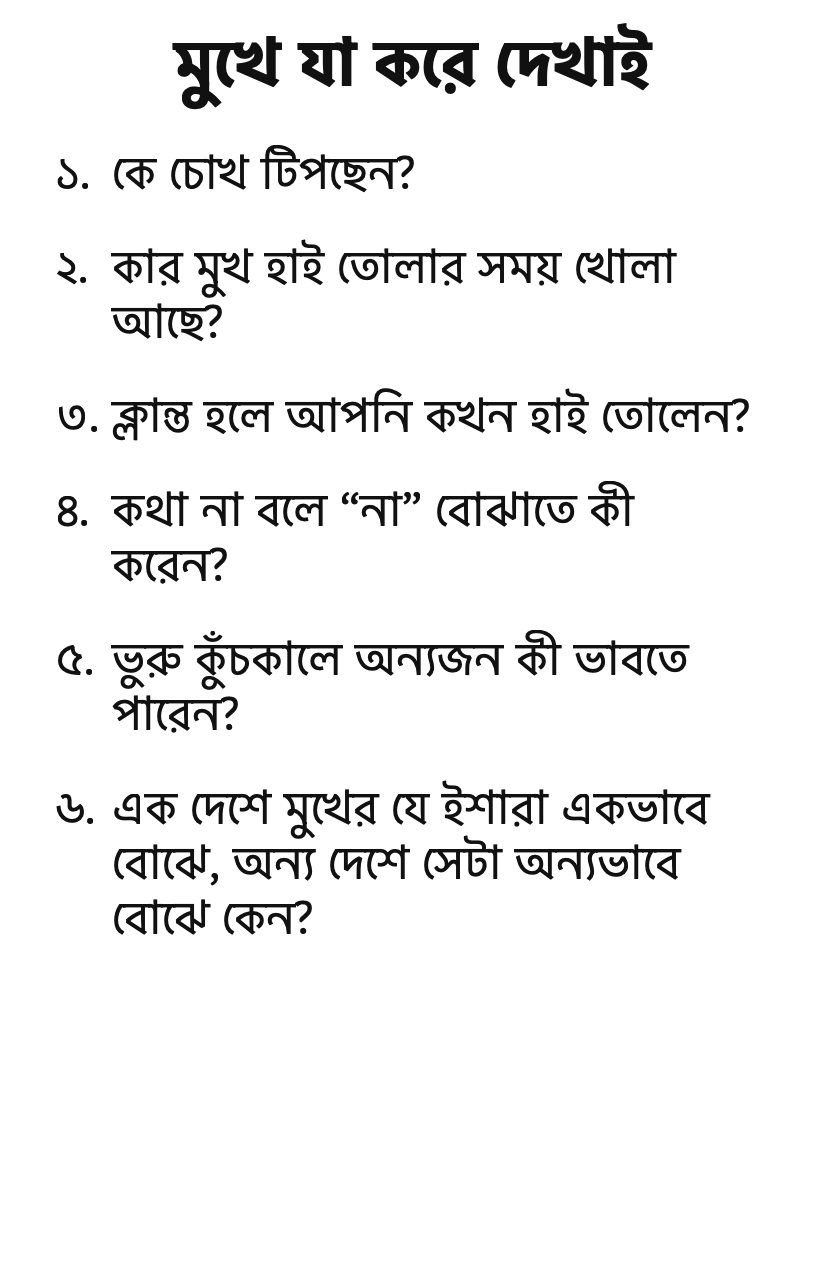 মুখে যা করে দেখাই
১. কে চোখ টিপছেন?
২. কার মুখ হাই তোলার সময় খোলা
আছে?
৩. ক্লান্ত হলে আপনি কখন হাই তোলেন?
৪. কথা না বলে “না” বোঝাতে কী
করেন?
৫. ভুরু কুঁচকালে অন্যজন কী ভাবতে
পারেন?
৬. এক দেশে মুখের যে ইশারা একভাবে
বোঝে, অন্য দেশে সেটা অন্যভাবে
বোঝে কেন?